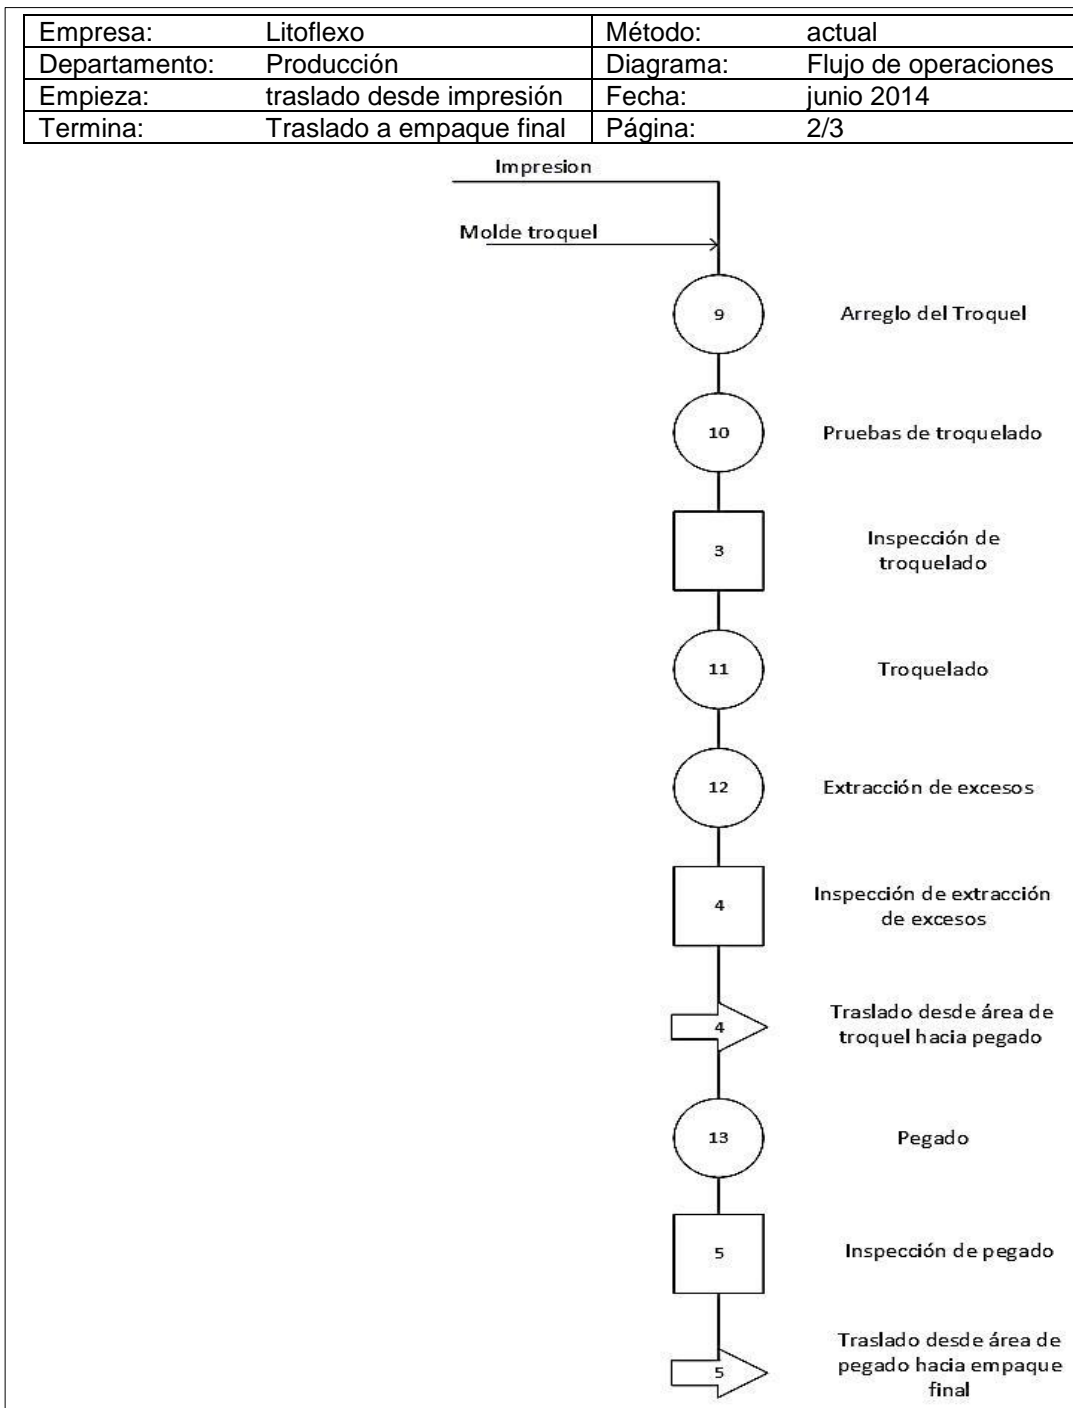 Empresa: Litoflexo Método: actual
Departamento: Producción Diagrama: Flujo de operaciones
Empieza: traslado desde impresión Fecha: junio 2014
Termina: Traslado a empaque final Página: 2/3
Impresion
Molde troquel
9 Arreglo del Troquel
10 Pruebas de troquelado
3 Inspección de
troquelado
11 Troquelado
12 Extracción de excesos
4 Inspección de extracción
de excesos
4 Traslado desde área de
troquel hacia pegado
13 Pegado
5 Inspección de pegado
Traslado desde área de
5 pegado hacia empaque
final